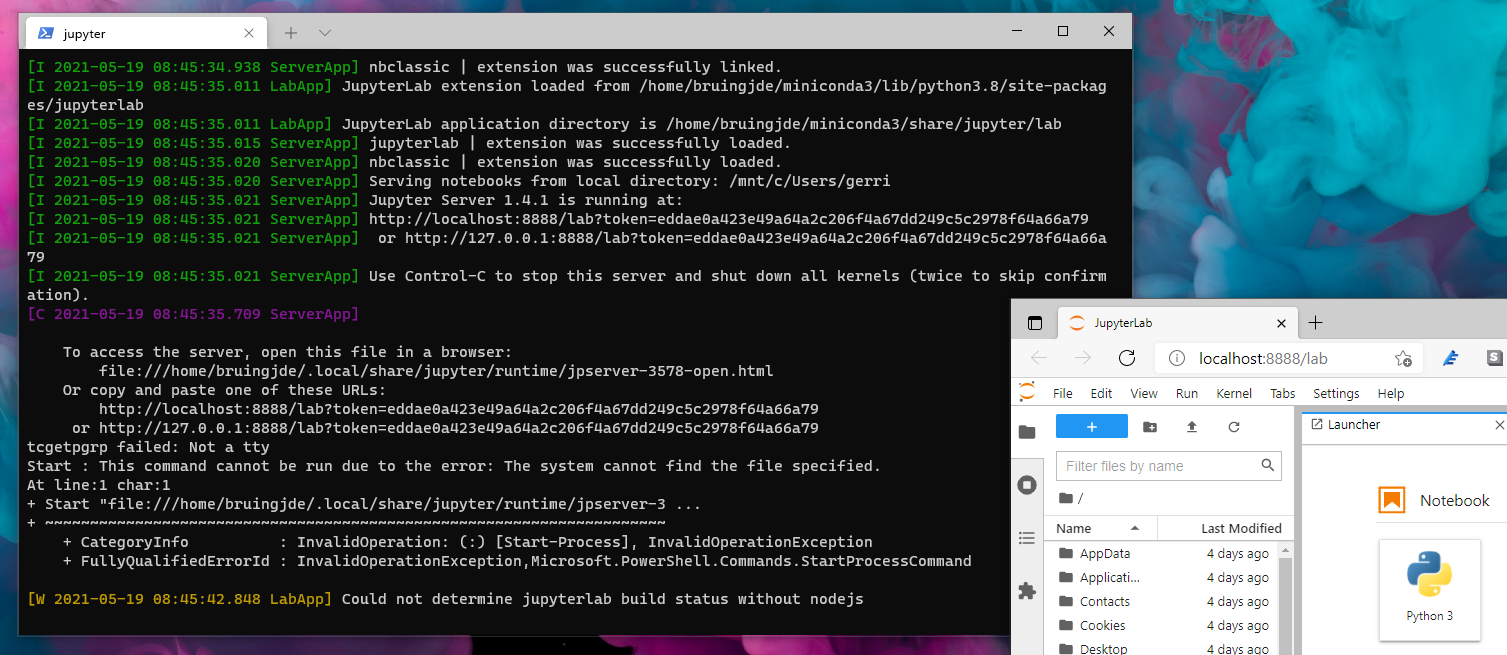 jupyter
[I 2021-05-19 08:45:34.938 ServerApp] nbclassic | extension was successfully linked.
[I 2021-05-19 08:45:35.011 LabApp] JupyterLab extension loaded from /home/bruingjde/miniconda3/lib/python3.8/site-packag
es/jupyterlab
[I 2021-05-19 08:45:35.011 LabApp] JupyterLab application directory is /home/bruingjde/miniconda3/share/jupyter/lab
[I 2021-05-19 08:45:35.015 ServerApp] jupyterlab | extension was successfully loaded.
[I 2021-05-19 08:45:35.020 ServerApp] nbclassic | extension was successfully loaded.
[I 2021-05-19 08:45:35.020 ServerApp] Serving notebooks from local directory: /mnt/c/Users/gerri
[I 2021-05-19 08:45:35.021 ServerApp] Jupyter Server 1.4.1 is running at:
[I 2021-05-19 08:45:35.021 ServerApp] http://localhost:8888/lab?token=eddae0a423e49a64a2c206f4a67dd249c5c2978f64a66a79
[I 2021-05-19 08:45:35.021 ServerApp]  or http://127.0.0.1:8888/lab?token=eddae0a423e49a64a2c206f4a67dd249c5c2978f64a66a
79
[I 2021-05-19 08:45:35.021 ServerApp] Use Control-C to stop this server and shut down all kernels (twice to skip confirm
ation).
[C 2021-05-19 08:45:35.709 ServerApp]
To access the server, open this file in a browser:
file:///home/bruingjde/.local/share/jupyter/runtime/jpserver-3578-open.html
Or copy and paste one of these URLs:
http://localhost:8888/lab?token=eddae0a423e49a64a2c206f4a67dd249c5c2978f64a66a79
or http://127.0.0.1:8888/lab?token=eddae0a423e49a64a2c206f4a67dd249c5c2978f64a66a79
tcgetpgrp failed: Not a tty
Start : This command cannot be run due to the error: The system cannot find the file specified.
At line:1 char:1
+ Start "file:///home/bruingjde/.local/share/jupyter/runtime/jpserver-3 ...
+ ~~~~~~~~~~~~~~~~~~~~~~~~~~~~~~~~~~~~~~~~~~~~~~~~~~~~~~~~~~~~~~~~~~~~~
+ CategoryInfo          : InvalidOperation: (:) [Start-Process], InvalidOperationException
+ FullyQualifiedErrorId : InvalidOperationException,Microsoft.PowerShell.Commands.StartProcessCommand
[W 2021-05-19 08:45:42.848 LabApp] Could not determine jupyterlab build status without nodejs
JupyterLab
localhost:8888/lab
S
File Edit View Run Kernel Tabs Settings Help
Launcher
Filter files by name
/
Name Last Modified
AppData 4 days ago
Applicati... 4 days ago
Contacts 4 days ago
Cookies 4 days ago
Desktop 4 days ago
Notebook
Python 3